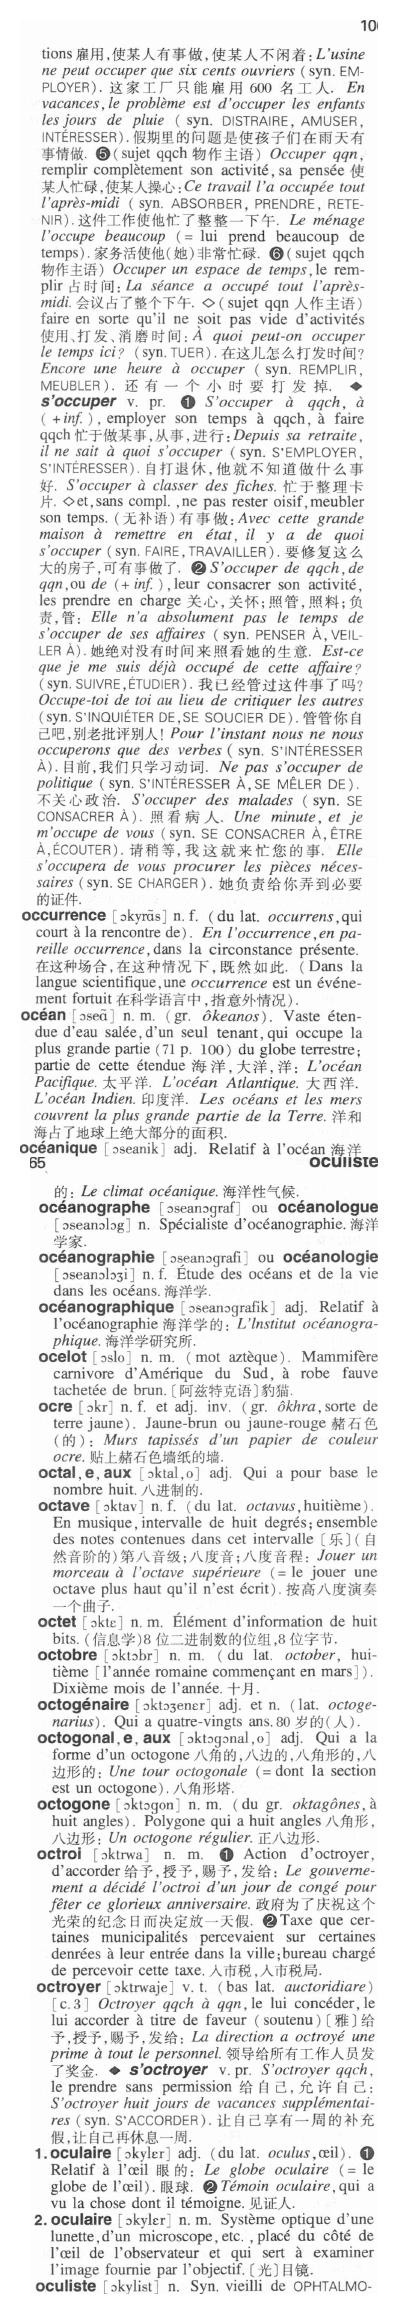 10
tions 雇用,使某人有事做,使某人不闲着: L'usine
ne peut occuper que six cents ouvriers ( syn. EM-
PLOYER). 这家工厂只能雇用 600 名工人. En
vacances, le problème est d'occuper les enfants
les jours de pluie ( syn. DISTRAIRE, AMUSER,
INTÉRESSER). 假期里的问题是使孩子们在雨天有
事情做. ❺(sujet qqch 物作主语) Occuper qqn,
remplir complètement son activité, sa pensée 使
某人忙碌,使某人操心: Ce travail l'a occupée tout
l'après-midi ( syn. ABSORBER, PRENDRE, RETE-
NIR). 这件工作使他忙了整整一下午. Le ménage
l'occupe beaucoup ( = lui prend beaucoup de
temps). 家务活使他(她)非常忙碌. ❻(sujet qqch
物作主语) Occuper un espace de temps, le rem-
plir 占时间: La séance a occupé tout l'après-
midi. 会议占了整个下午. ◇(sujet qqn 人作主语)
faire en sorte qu'il ne soit pas vide d'activités
使用、打发、消磨时间: À quoi peut-on occuper
le temps ici? (syn. TUER). 在这儿怎么打发时间?
Encore une heure à occuper ( syn. REMPLIR,
MEUBLER). 还有一个小时要打发掉. ◆
s'occuper v. pr. ❶ S'occuper à qqch, à
( + inf. ), employer son temps à qqch, à faire
qqch 忙于做某事,从事,进行: Depuis sa retraite,
il ne sait à quoi s'occuper ( syn. S'EMPLOYER,
S'INTÉRESSER). 自打退休,他就不知道做什么事
好. S'occuper à classer des fiches. 忙于整理卡
片. ◇et, sans compl., ne pas rester oisif, meubler
son temps. (无补语)有事做: Avec cette grande
maison à remettre en état, il y a de quoi
s'occuper (syn. FAIRE, TRAVAILLER). 要修复这么
大的房子,可有事做了. ❷S'occuper de qqch, de
qqn, ou de (+ inf. ), leur consacrer son activité,
les prendre en charge 关心,关怀;照管,照料;负
责,管: Elle n'a absolument pas le temps de
s'occuper de ses affaires ( syn. PENSER À, VEIL-
LER À). 她绝对没有时间来照看她的生意. Est-ce
que je me suis déjà occupé de cette affaire?
(syn. SUIVRE, ÉTUDIER). 我已经管过这件事了吗?
Occupe-toi de toi au lieu de critiquer les autres
(syn. S'INQUIÉTER DE, SE SOUCIER DE). 管管你自
己吧,别老批评别人! Pour l'instant nous ne nous
occuperons que des verbes ( syn. S'INTÉRESSER
À). 目前,我们只学习动词. Ne pas s'occuper de
politique ( syn. S'INTÉRESSER À, SE MÊLER DE).
不关心政治. S'occuper des malades ( syn. SE
CONSACRER À). 照看病人. Une minute, et je
m'occupe de vous (syn. SE CONSACRER À, ÊTRE
À, ÉCOUTER). 请稍等,我这就来忙您的事. Elle
s'occupera de vous procurer les pièces néces-
saires (syn. SE CHARGER). 她负责给你弄到必要
的证件.
occurrence [ɔkyrɑ̃s] n. f. (du lat. occurrens, qui
court à la rencontre de). En l'occurrence, en pa-
reille occurrence, dans la circonstance présente.
在这种场合,在这种情况下,既然如此. (Dans la
langue scientifique, une occurrence est un événe-
ment fortuit 在科学语言中,指意外情况).
océan [ɔseɑ̃] n. m. (gr. ôkeanos). Vaste éten-
due d'eau salée, d'un seul tenant, qui occupe la
plus grande partie (71 p. 100) du globe terrestre;
partie de cette étendue 海洋,大洋,洋: L'océan
Pacifique. 太平洋. L'océan Atlantique. 大西洋.
L'océan Indien. 印度洋. Les océans et les mers
couvrent la plus grande partie de la Terre. 洋和
海占了地球上绝大部分的面积.
océanique [ɔseanik] adj. Relatif à l'océan 海洋
65 oculiste
的: Le climat océanique. 海洋性气候.
océanographe [ɔseanɔgraf] ou océanologue
[ɔseanɔlɔg] n. Spécialiste d'océanographie. 海洋
学家.
océanographie [ɔseanɔgrafi] ou océanologie
[ɔseanɔlɔʒi] n. f. Étude des océans et de la vie
dans les océans. 海洋学.
océanographique [ɔseanɔgrafik] adj. Relatif à
l'océanographie 海洋学的: L'Institut océanogra-
phique. 海洋学研究所.
ocelot [ɔslo] n. m. ( mot aztèque). Mammifère
carnivore d'Amérique du Sud, à robe fauve
tachetée de brun. [阿兹特克语]豹猫.
ocre [ɔkr] n. f. et adj. inv. (gr. ôkhra, sorte de
terre jaune). Jaune-brun ou jaune-rouge 赭石色
(的): Murs tapissés d'un papier de couleur
ocre. 贴上赭石色墙纸的墙.
octal, e, aux [ɔktal,o] adj. Qui a pour base le
nombre huit. 八进制的.
octave [ɔktav] n. f. (du lat. octavus, huitième).
En musique, intervalle de huit degrés; ensemble
des notes contenues dans cet intervalle [乐](自
然音阶的)第八音级;八度音;八度音程: Jouer un
morceau à l'octave supérieure (= le jouer une
octave plus haut qu'il n'est écrit). 按高八度演奏
一个曲子.
octet [ɔktɛ] n. m. Élément d'information de huit
bits. (信息学)8 位二进制数的位组,8 位字节.
octobre [ɔktɔbr] n. m. ( du lat. october, hui-
tième [l'année romaine commençant en mars]).
Dixième mois de l'année. 十月.
octogénaire [ɔktɔʒenɛr] adj. et n. (lat. octoge-
narius). Qui a quatre-vingts ans. 80 岁的(人).
octogonal, e, aux [ɔktɔgɔnal,o] adj. Qui a la
forme d'un octogone 八角的,八边的,八角形的,八
边形的: Une tour octogonale (= dont la section
est un octogone). 八角形塔.
octogone [ɔktɔgɔn] n. m. (du gr. oktagônes, à
huit angles). Polygone qui a huit angles 八角形,
八边形: Un octogone régulier. 正八边形.
octroi [ɔktrwa] n. m. ❶ Action d'octroyer,
d'accorder 给予,授予,赐予,发给: Le gouverne-
ment a décidé l'octroi d'un jour de congé pour
fêter ce glorieux anniversaire. 政府为了庆祝这个
光荣的纪念日而决定放一天假. ❷Taxe que cer-
taines municipalités percevaient sur certaines
denrées à leur entrée dans la ville; bureau chargé
de percevoir cette taxe. 入市税,入市税局.
octroyer [ɔktrwaje] v. t. (bas lat. auctoridiare)
[c. 3] Octroyer qqch à qqn, le lui concéder, le
lui accorder à titre de faveur (soutenu) [雅]给
予,授予,赐予,发给: La direction a octroyé une
prime à tout le personnel. 领导给所有工作人员发
了奖金. ◆ s'octroyer v. pr. S'octroyer qqch,
le prendre sans permission 给自己,允许自己:
S'octroyer huit jours de vacances supplémentai-
res (syn. S'ACCORDER). 让自己享有一周的补充
假,让自己再休息一周.
1. oculaire [ɔkylɛr] adj. (du lat. oculus, œil). ❶
Relatif à l'œil 眼的: Le globe oculaire ( = le
globe de l'œil). 眼球. ❷Témoin oculaire, qui a
vu la chose dont il témoigne. 见证人.
2. oculaire [ɔkylɛr] n. m. Système optique d'une
lunette, d'un microscope, etc. , placé du côté de
l'œil de l'observateur et qui sert à examiner
l'image fournie par l'objectif. [光]目镜.
oculiste [ɔkylist] n. Syn. vieilli de OPHTALMO-